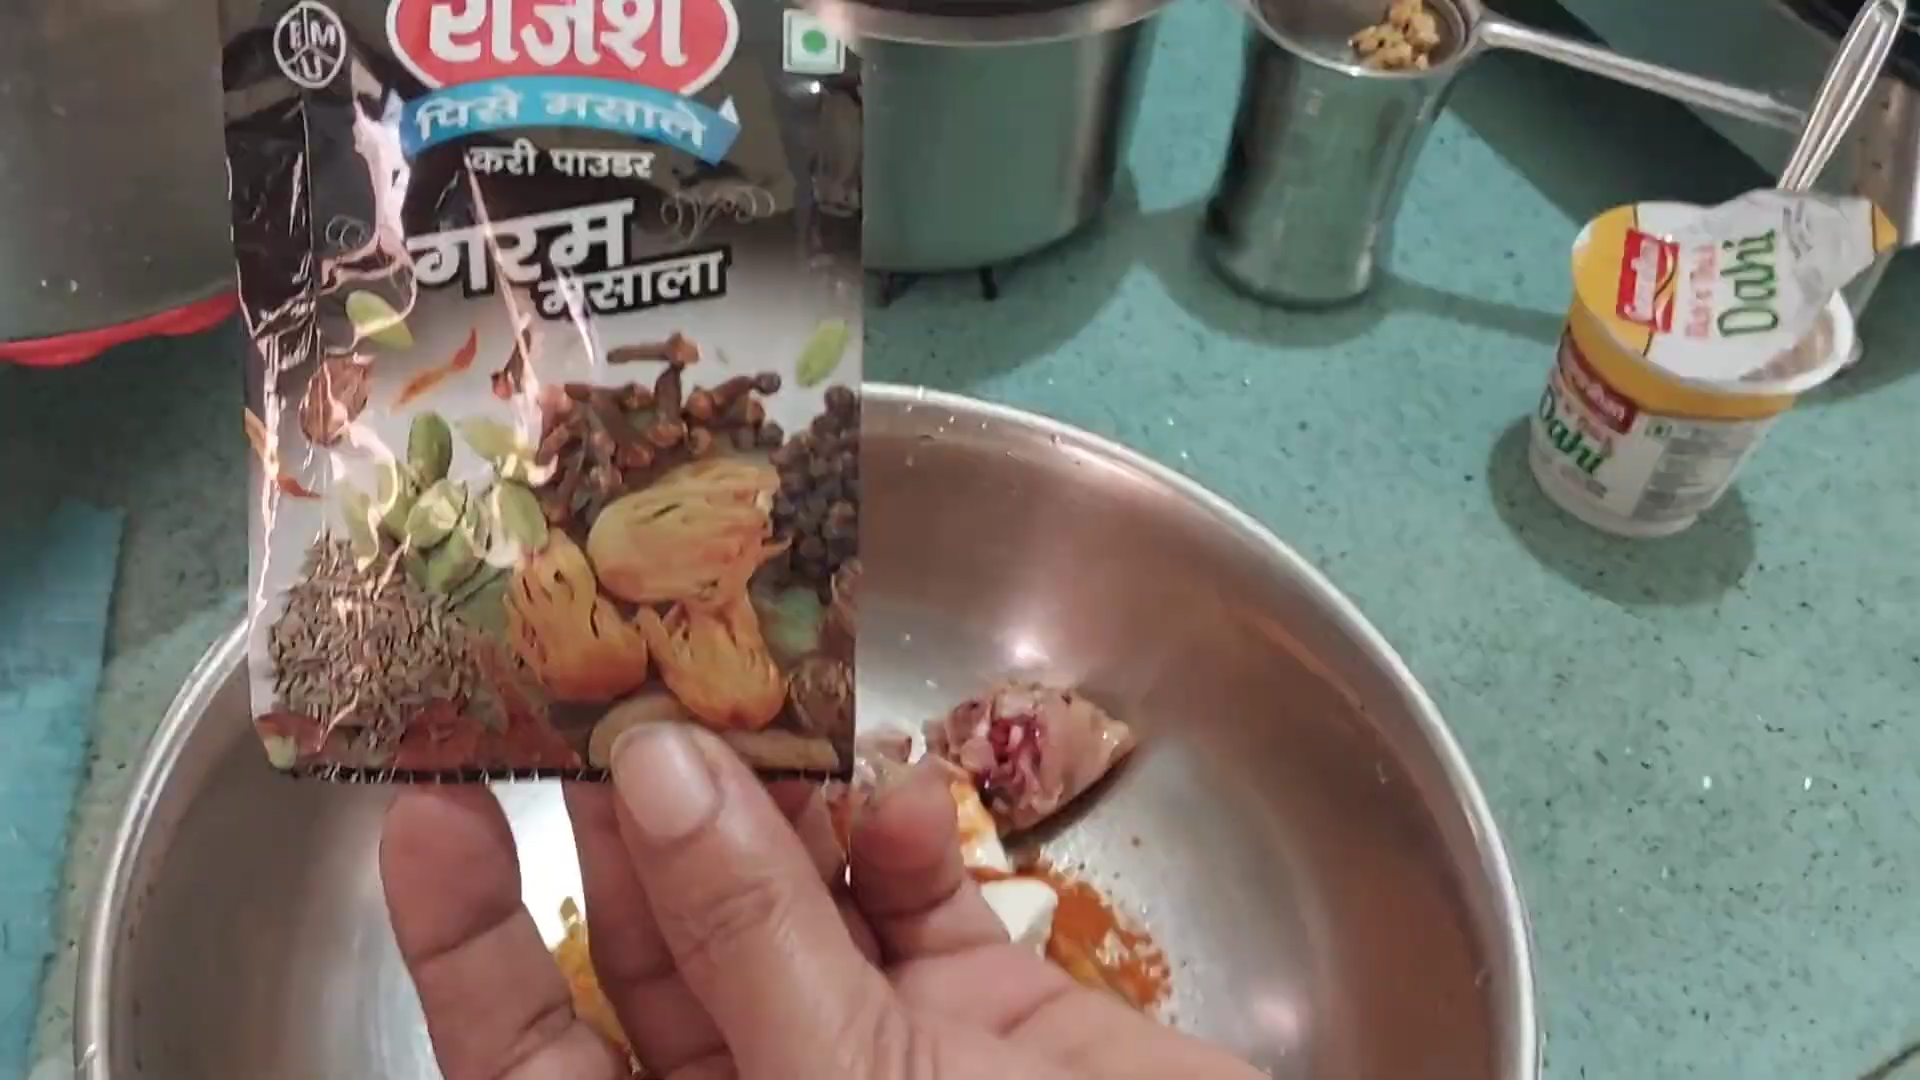 राजेश
पिसे मसाले
करी पाउडर
गरम
मसाला
Dahi
Dahi